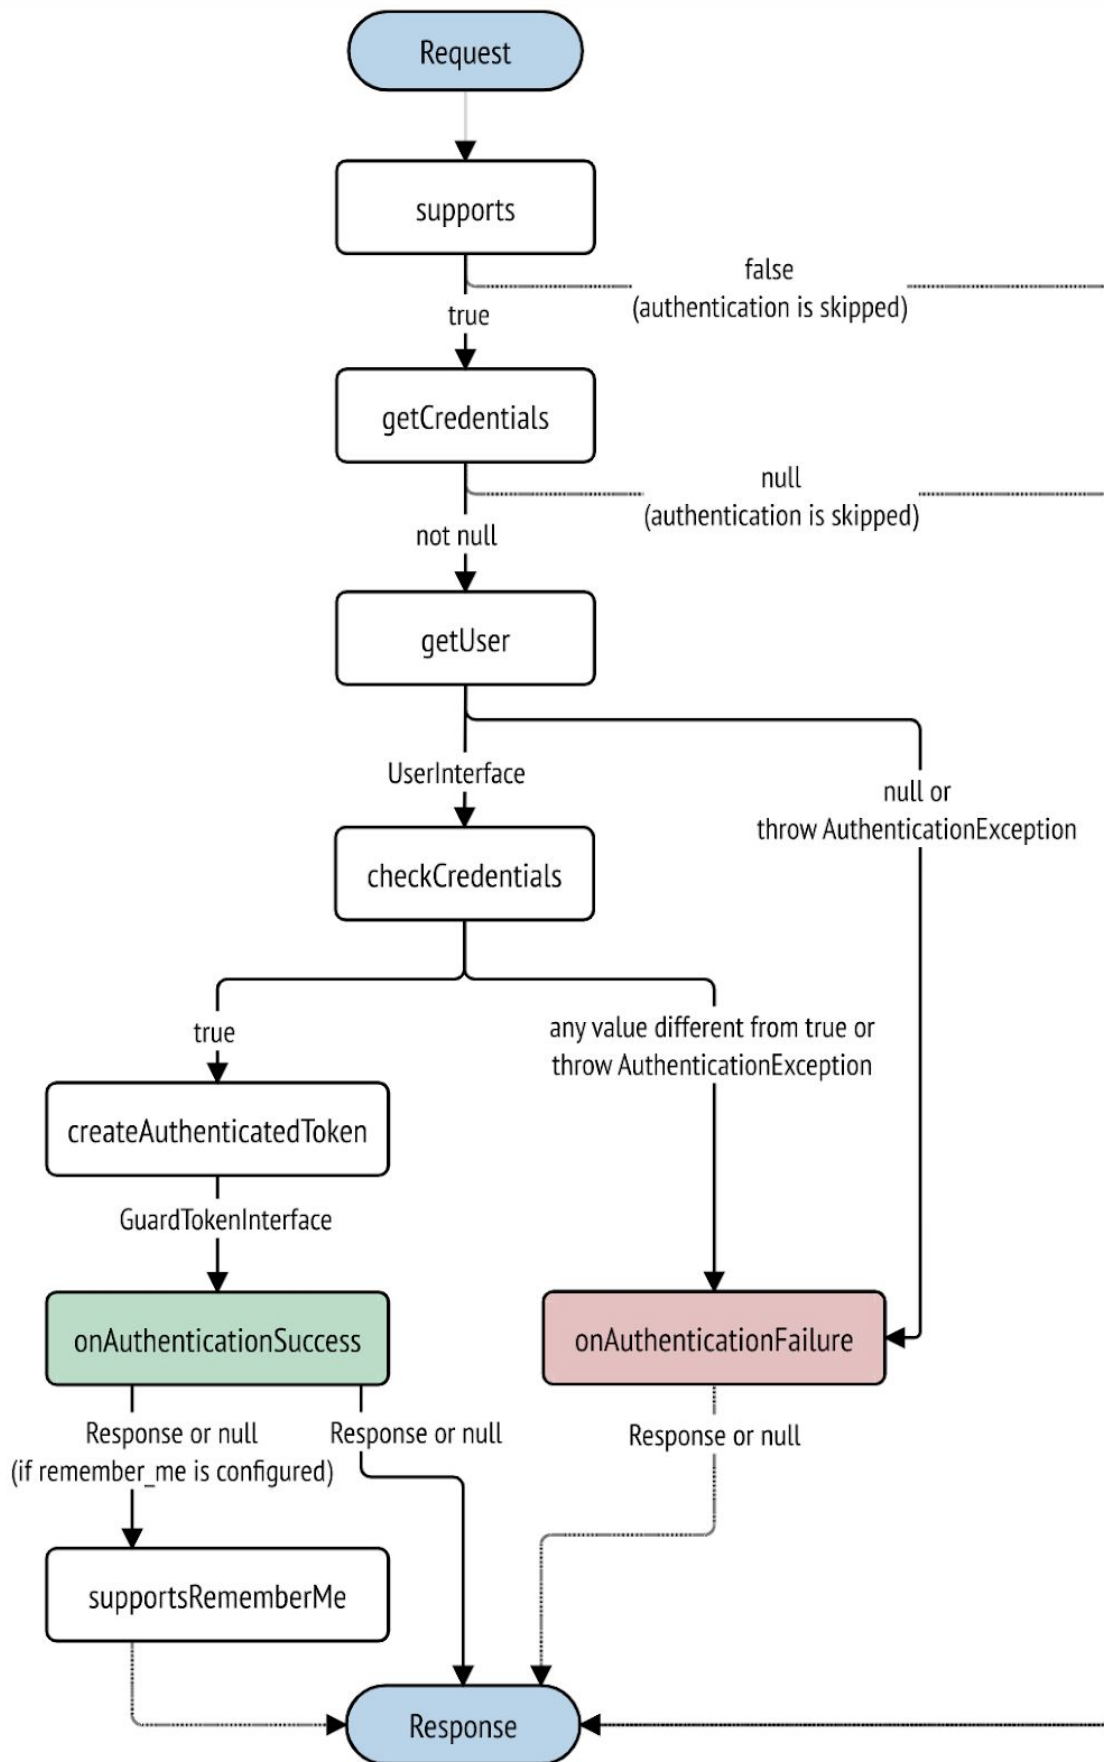 Request
supports
false
(authentication is skipped)
true
getCredentials
null
(authentication is skipped)
not null
getUser
UserInterface
null or
throw AuthenticationException
checkCredentials
true
any value different from true or
throw AuthenticationException
createAuthenticatedToken
GuardTokenInterface
onAuthenticationSuccess
onAuthenticationFailure
Response or null
(if remember_me is configured)
Response or null
Response or null
supportsRememberMe
Response